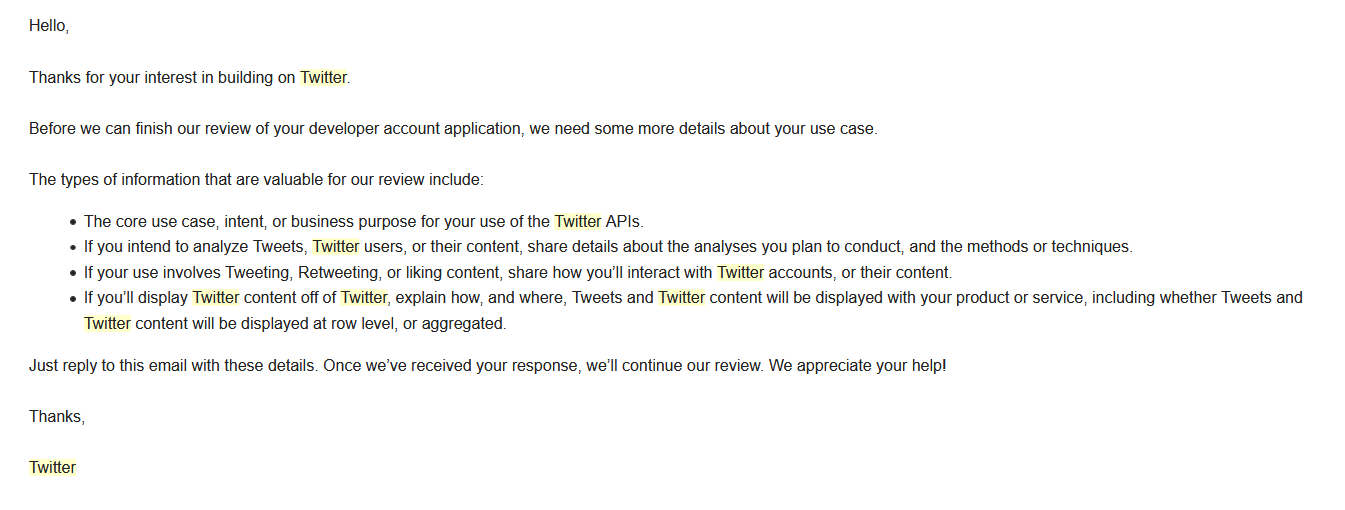 Hello,
Thanks for your interest in building on Twitter.
Before we can finish our review of your developer account application, we need some more details about your use case.
The types of information that are valuable for our review include:
• The core use case, intent, or business purpose for your use of the Twitter APIs.
• If you intend to analyze Tweets, Twitter users, or their content, share details about the analyses you plan to conduct, and the methods or techniques.
• If your use involves Tweeting, Retweeting, or liking content, share how you’ll interact with Twitter accounts, or their content.
• If you’ll display Twitter content off of Twitter, explain how, and where, Tweets and Twitter content will be displayed with your product or service, including whether Tweets and
Twitter content will be displayed at row level, or aggregated.
Just reply to this email with these details. Once we’ve received your response, we’ll continue our review. We appreciate your help!
Thanks,
Twitter